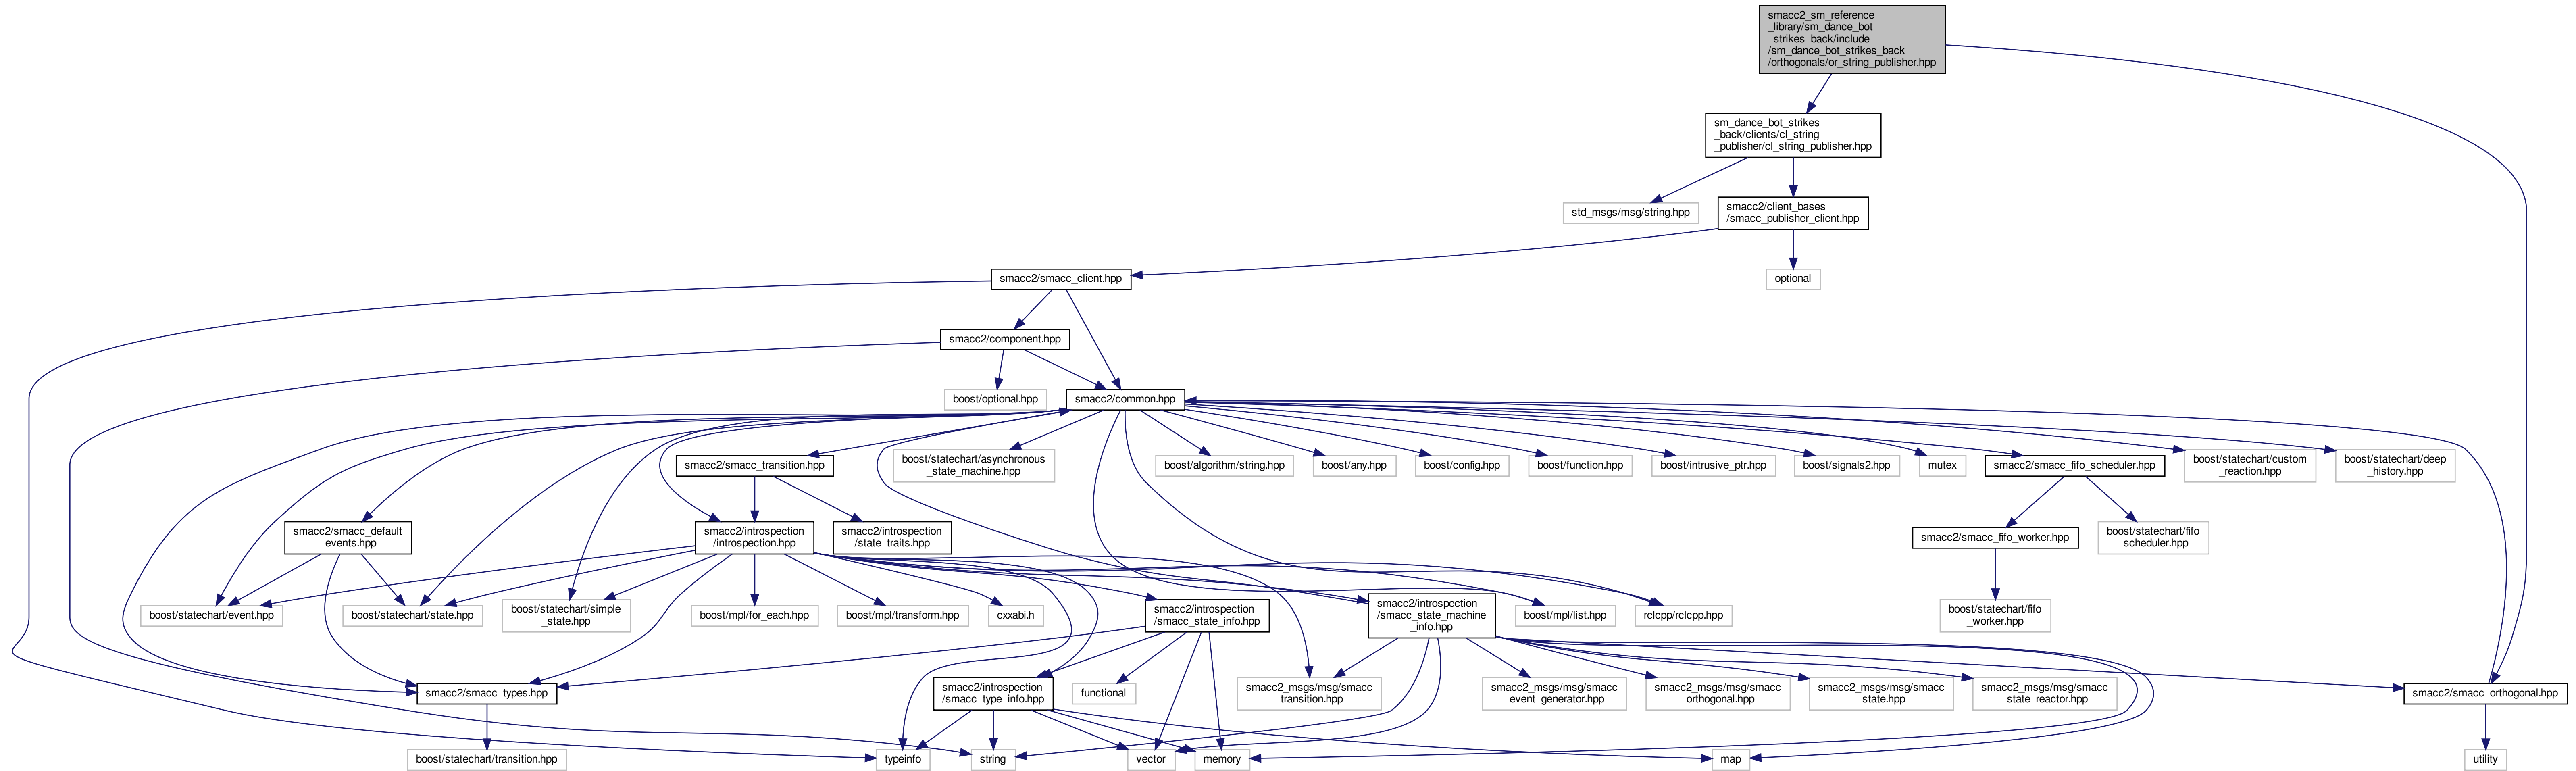 smacc2_sm_reference
_library/sm_dance_bot
_strikes_back/include
/sm_dance_bot_strikes_back
/orthogonals/or_string_publisher.hpp
sm_dance_bot_strikes
_back/clients/cl_string
_publisher/cl_string_publisher.hpp
std_msgs/msg/string.hpp
smacc2/client_bases
/smacc_publisher_client.hpp
smacc2/smacc_client.hpp
optional
smacc2/component.hpp
boost/optional.hpp
smacc2/common.hpp
smacc2/smacc_transition.hpp
boost/statechart/asynchronous
_state_machine.hpp
boost/algorithm/string.hpp
boost/any.hpp
boost/config.hpp
boost/function.hpp
boost/intrusive_ptr.hpp
boost/signals2.hpp
mutex
smacc2/smacc_fifo_scheduler.hpp
boost/statechart/custom
_reaction.hpp
boost/statechart/deep
_history.hpp
smacc2/smacc_default
_events.hpp
smacc2/introspection
/introspection.hpp
smacc2/introspection
/state_traits.hpp
smacc2/smacc_fifo_worker.hpp
boost/statechart/fifo
_scheduler.hpp
boost/statechart/event.hpp
boost/statechart/state.hpp
boost/statechart/simple
_state.hpp
boost/mpl/for_each.hpp
boost/mpl/transform.hpp
cxxabi.h
smacc2/introspection
/smacc_state_info.hpp
smacc2/introspection
/smacc_state_machine
_info.hpp
boost/mpl/list.hpp
rclcpp/rclcpp.hpp
boost/statechart/fifo
_worker.hpp
smacc2/smacc_types.hpp
smacc2/introspection
/smacc_type_info.hpp
functional
smacc2_msgs/msg/smacc
_transition.hpp
smacc2_msgs/msg/smacc
_event_generator.hpp
smacc2_msgs/msg/smacc
_orthogonal.hpp
smacc2_msgs/msg/smacc
_state.hpp
smacc2_msgs/msg/smacc
_state_reactor.hpp
smacc2/smacc_orthogonal.hpp
boost/statechart/transition.hpp
typeinfo
string
vector
memory
map
utility